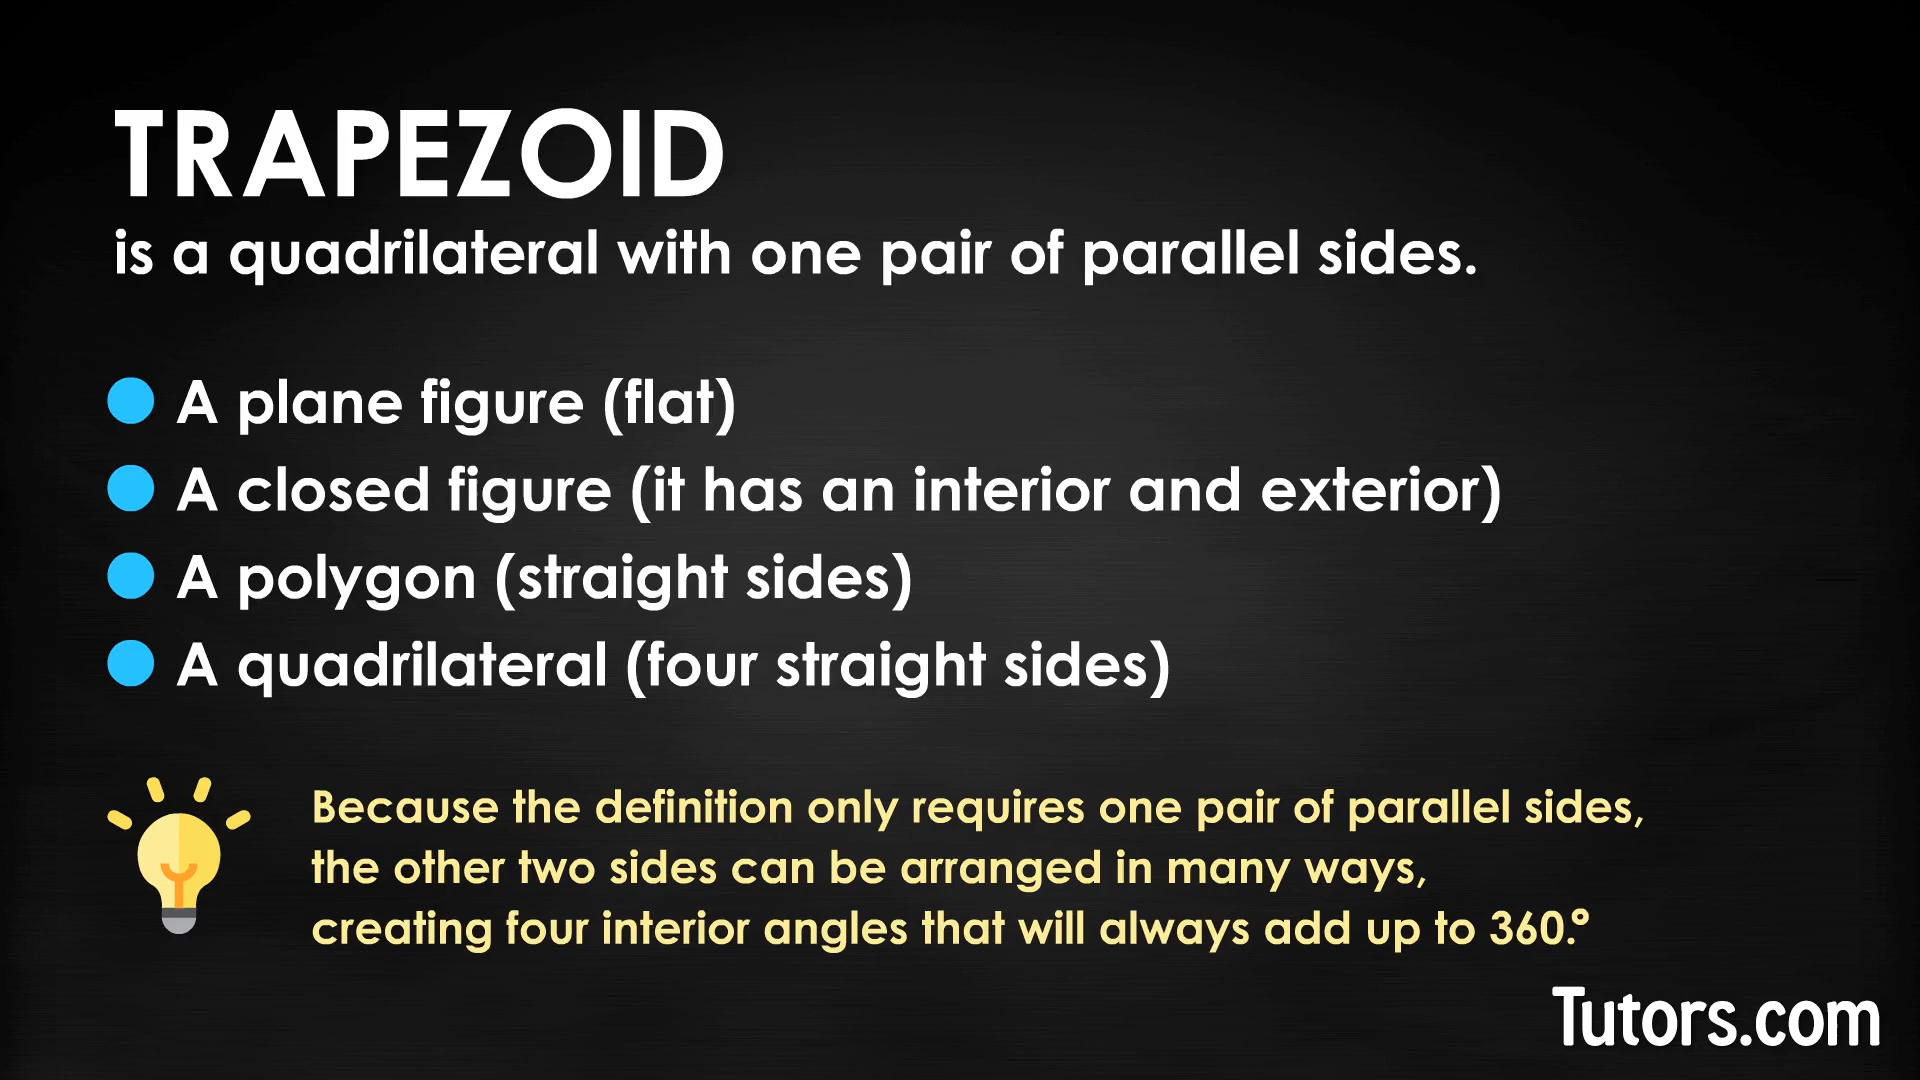 TRAPEZOID
is a quadrilateral with one pair of parallel sides.
A plane figure (flat)
A closed figure (it has an interior and exterior)
A polygon (straight sides)
A quadrilateral (four straight sides)
Because the definition only requires one pair of parallel sides,
the other two sides can be arranged in many ways,
creating four interior angles that will always add up to 360.°
Tutors.com